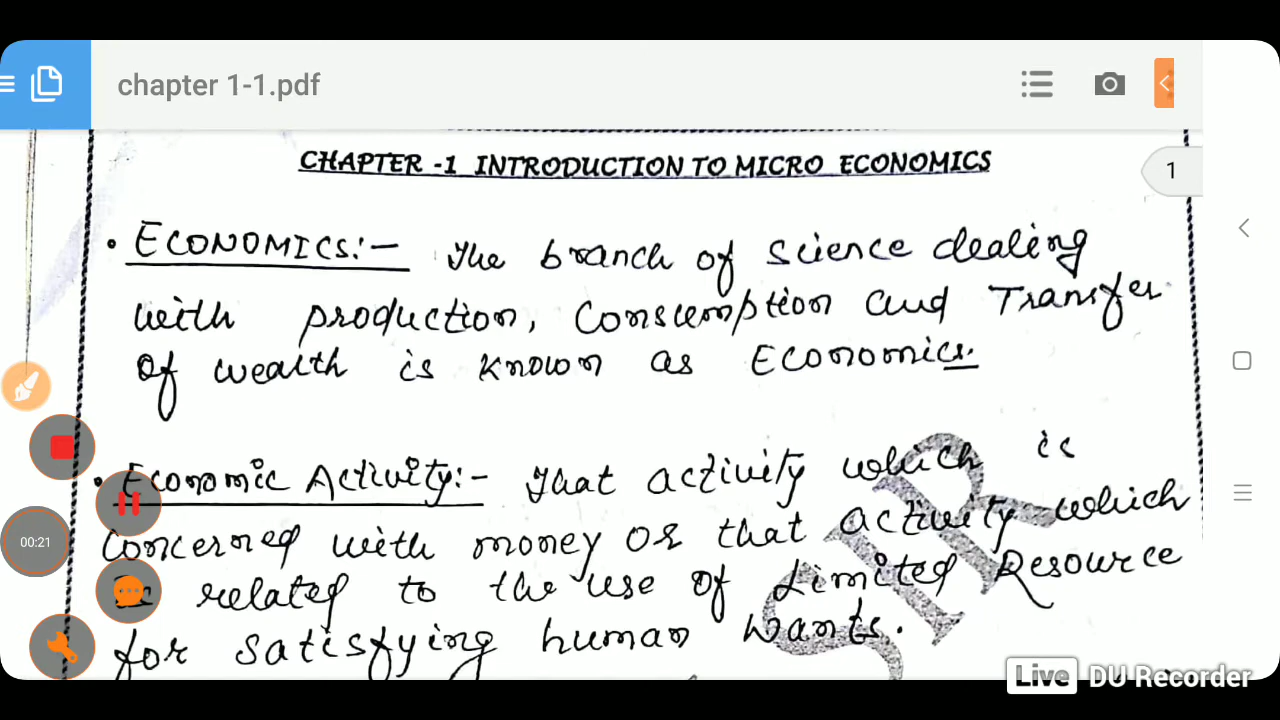 chapter 1-1.pdf
CHAPTER -1 INTRODUCTION TO MICRO ECONOMICS
1
• ECONOMICS:- The branch of science dealing
with production, Consumption and Transfer
of wealth is known as Economics.
• Economic Activity:- That activity which is
concerned with money or that activity which
related to the use of Limited Resource
for satisfying human wants.
SIR
00:21
Live DU Recorder